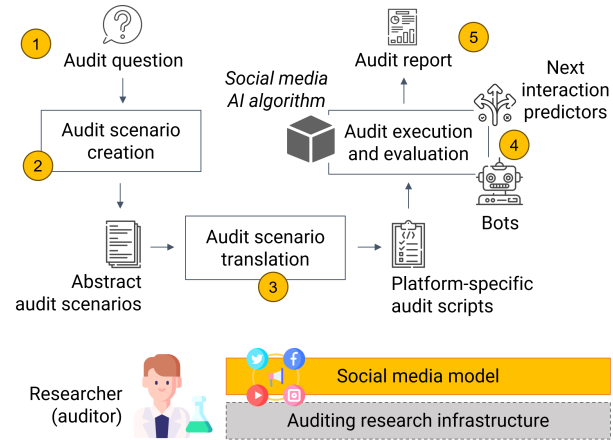 1
Audit question
Audit scenario
creation
2
Abstract
audit scenarios
Audit scenario
translation
3
Platform-specific
audit scripts
Social media
AI algorithm
Audit execution
and evaluation
Next
interaction
predictors
4
Bots
Audit report
5
Researcher
(auditor)
Social media model
Auditing research infrastructure